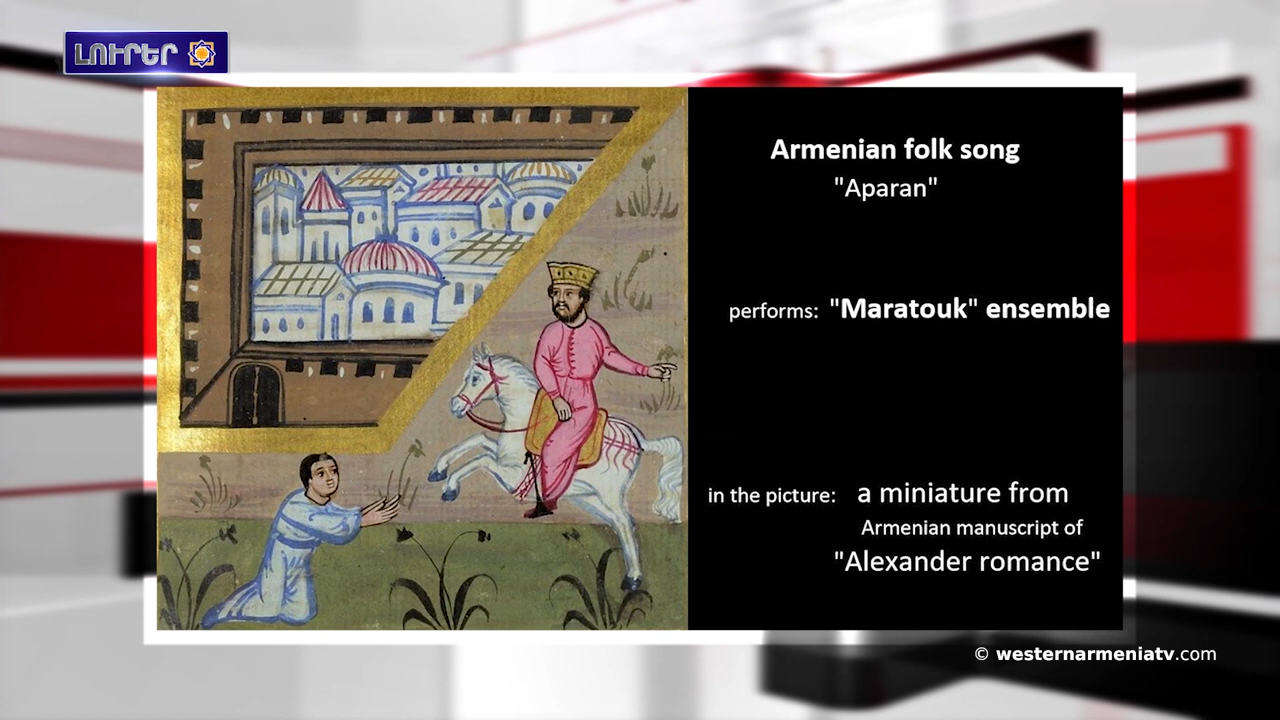 ԼՈՒՐԵՐ
Armenian folk song
"Aparan"
performs: "Maratouk" ensemble
in the picture: a miniature from
Armenian manuscript of
"Alexander romance"
© westernarmeniatv.com